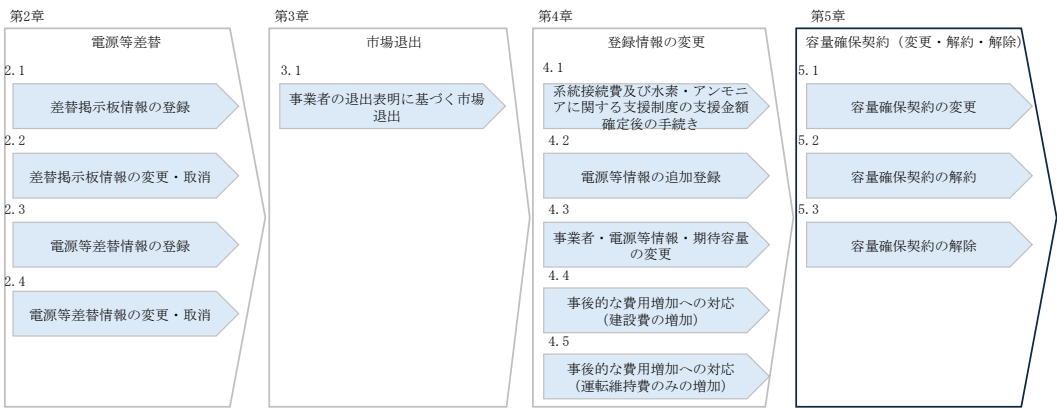 第2章
電源等差替
2.1
差替掲示板情報の登録
2.2
差替掲示板情報の変更・取消
2.3
電源等差替情報の登録
2.4
電源等差替情報の変更・取消
第3章
市場退出
3.1
事業者の退出表明に基づく市場
退出
第4章
登録情報の変更
4.1
系統接続費及び水素・アンモニ
アに関する支援制度の支援金額
確定後の手続き
4.2
電源等情報の追加登録
4.3
事業者・電源等情報・期待容量
の変更
4.4
事後的な費用増加への対応
（建設費の増加）
4.5
事後的な費用増加への対応
（運転維持費のみの増加）
第5章
容量確保契約（変更・解約・解除）
5.1
容量確保契約の変更
5.2
容量確保契約の解約
5.3
容量確保契約の解除